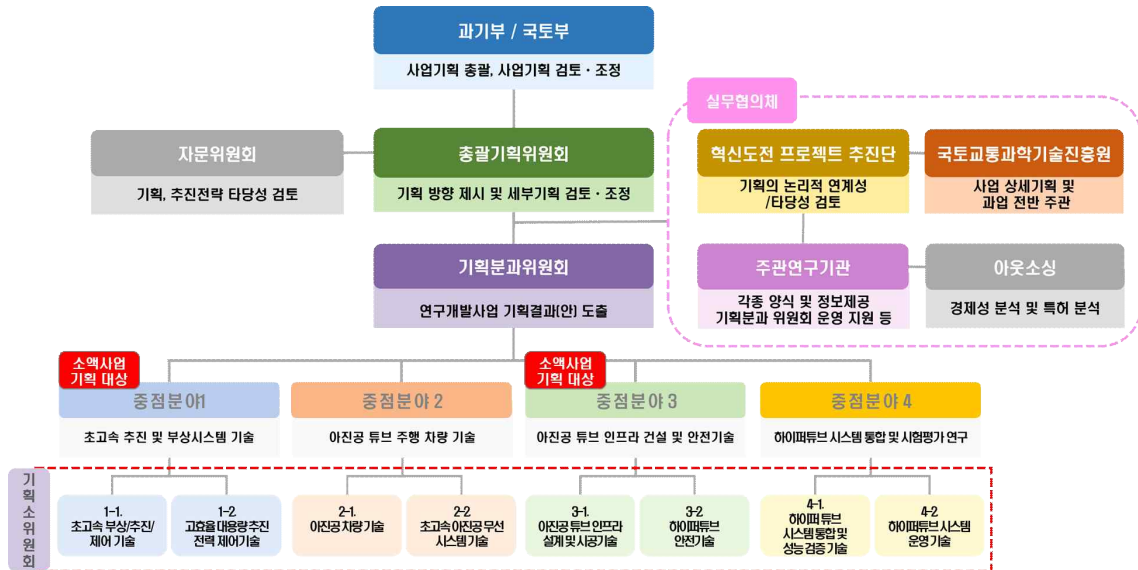 과기부 / 국토부
사업기획 총괄, 사업기획 검토 · 조정
실무협의체
자문위원회
기획, 추진전략 타당성 검토
총괄기획위원회
기획 방향 제시 및 세부기획 검토 · 조정
혁신도전 프로젝트 추진단
기획의 논리적 연계성
/타당성 검토
국토교통과학기술진흥원
사업 상세기획 및
과업 전반 주관
기획분과위원회
연구개발사업 기획결과(안) 도출
주관연구기관
각종 양식 및 정보제공
기획분과 위원회 운영 지원 등
아웃소싱
경제성 분석 및 특허 분석
소액사업
기획 대상
중점분야1
초고속 추진 및 부상시스템 기술
중점분야 2
아진공 튜브 주행 차량 기술
소액사업
기획 대상
중점분야 3
아진공 튜브 인프라 건설 및 안전기술
중점분야 4
하이퍼튜브 시스템 통합 및 시험평가 연구
기획소위원회
1-1.
초고속 부상/추진/
제어 기술
1-2.
고효율 대용량 추진
전력 제어기술
2-1.
아진공 차량 기술
2-2
초고속 아진공 무선
시스템 기술
3-1.
아진공 튜브 인프라
설계 및 시공기술
3-2
하이퍼튜브
안전기술
4-1.
하이퍼 튜브
시스템 통합 및
성능 검증 기술
4-2
하이퍼튜브 시스템
운영 기술